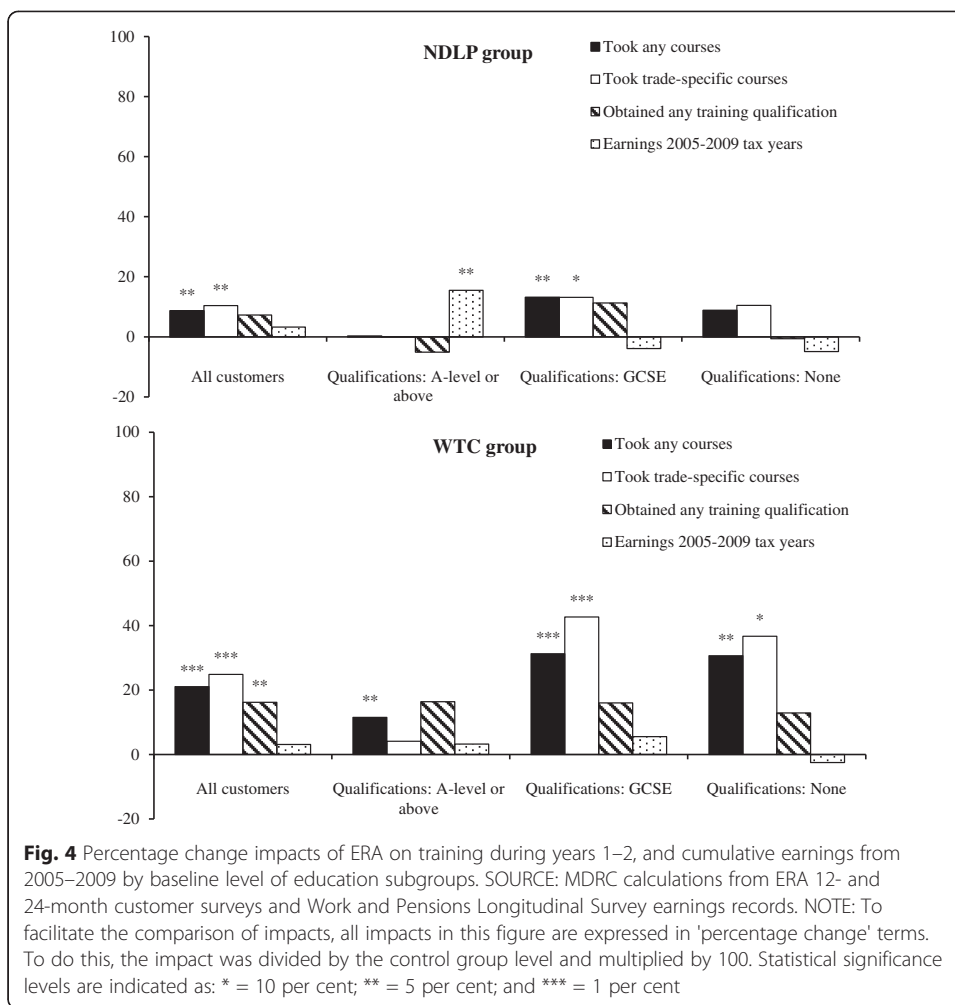 NDLP group
Took any courses
Took trade-specific courses
Obtained any training qualification
Earnings 2005-2009 tax years
100
80
60
40
20
0
-20
** ** ** ** *
All customers Qualifications: A-level or above Qualifications: GCSE Qualifications: None
WTC group
Took any courses
Took trade-specific courses
Obtained any training qualification
Earnings 2005-2009 tax years
100
80
60
40
20
0
-20
*** *** ** ** *** *** ** *
All customers Qualifications: A-level or above Qualifications: GCSE Qualifications: None
Fig. 4 Percentage change impacts of ERA on training during years 1–2, and cumulative earnings from
2005–2009 by baseline level of education subgroups. SOURCE: MDRC calculations from ERA 12- and
24-month customer surveys and Work and Pensions Longitudinal Survey earnings records. NOTE: To
facilitate the comparison of impacts, all impacts in this figure are expressed in 'percentage change' terms.
To do this, the impact was divided by the control group level and multiplied by 100. Statistical significance
levels are indicated as: * = 10 per cent; ** = 5 per cent; and *** = 1 per cent